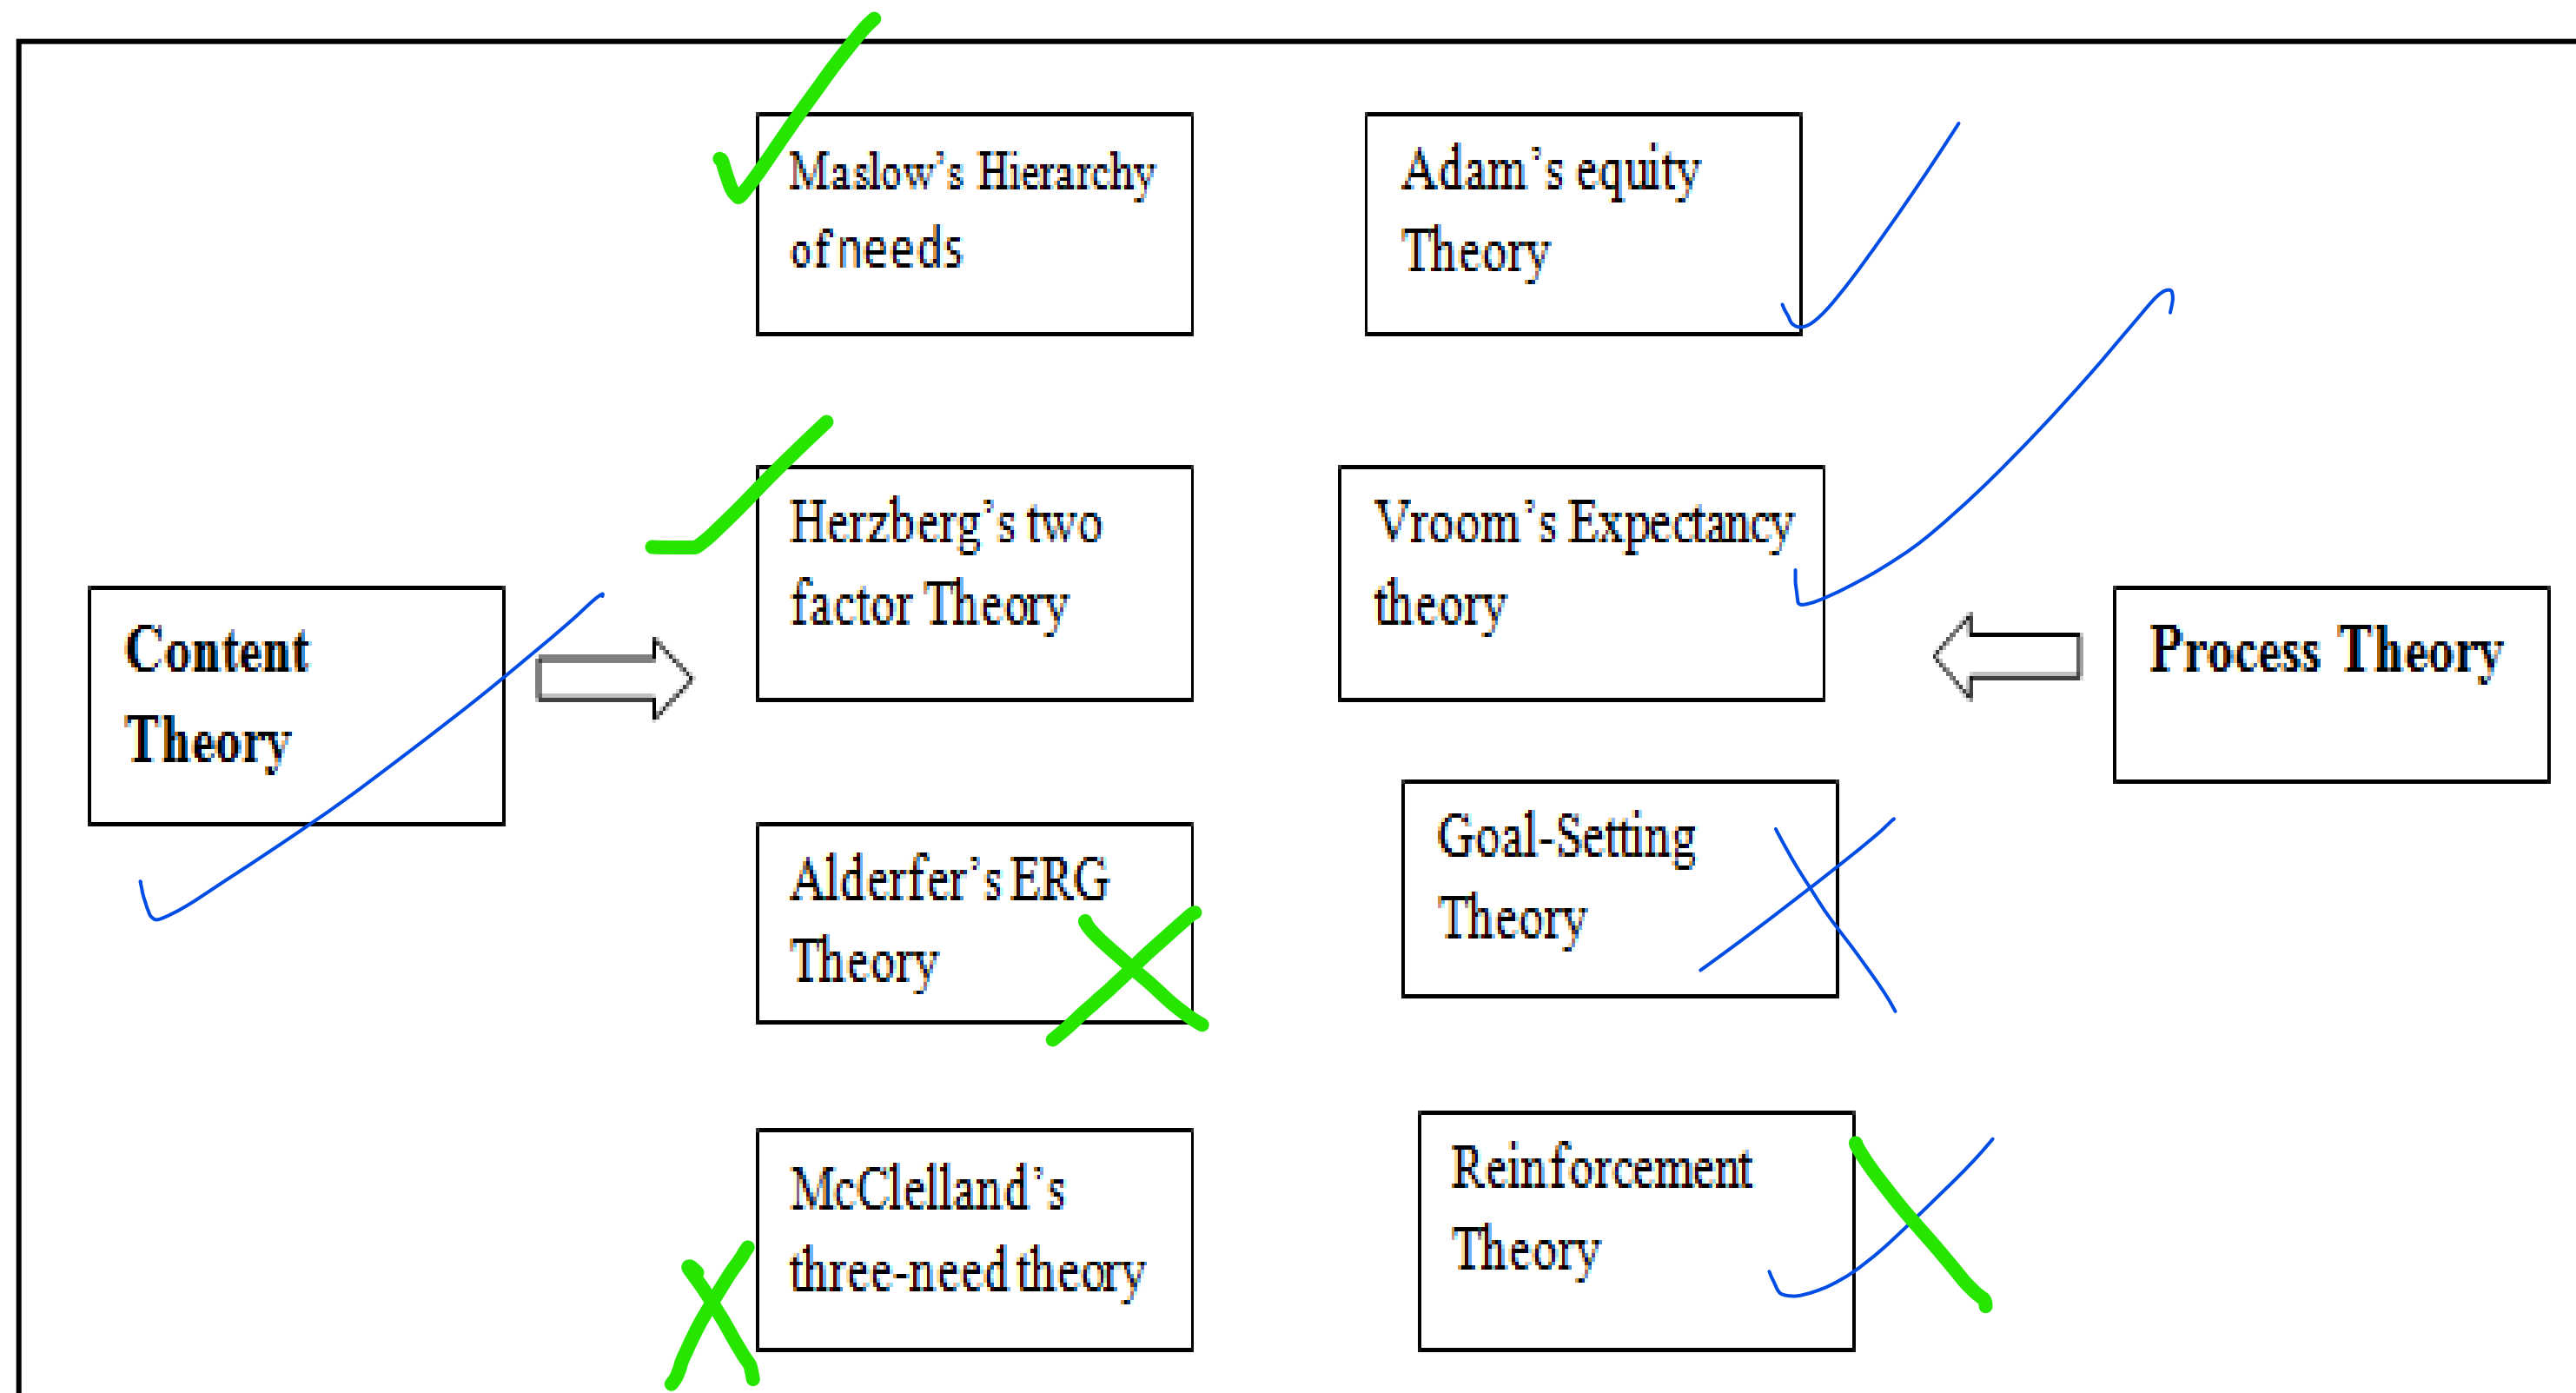 Maslow’s Hierarchy
of needs
Adam’s equity
Theory
Herzberg’s two
factor Theory
Vroom’s Expectancy
theory
Content
Theory
Process Theory
Alderfer’s ERG
Theory
Goal-Setting
Theory
McClelland’s
three-need theory
Reinforcement
Theory